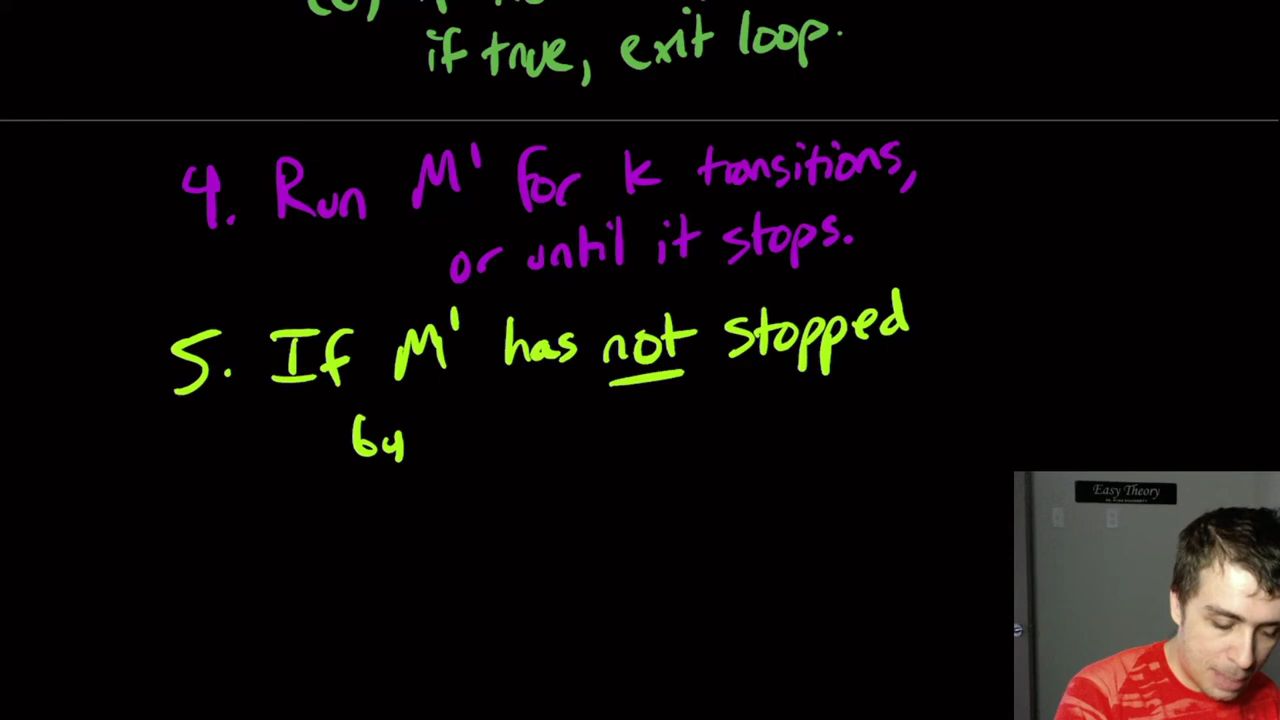 if true, exit loop.
4. Run M' for k transitions,
or until it stops.
5. If M' has not stopped
by
Easy Theory